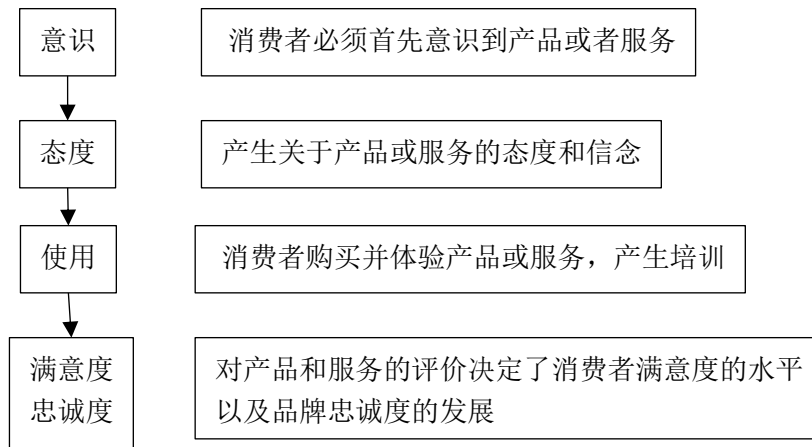 意识
消费者必须首先意识到产品或者服务
态度
产生关于产品或服务的态度和信念
使用
消费者购买并体验产品或服务，产生培训
满意度
忠诚度
对产品和服务的评价决定了消费者满意度的水平
以及品牌忠诚度的发展